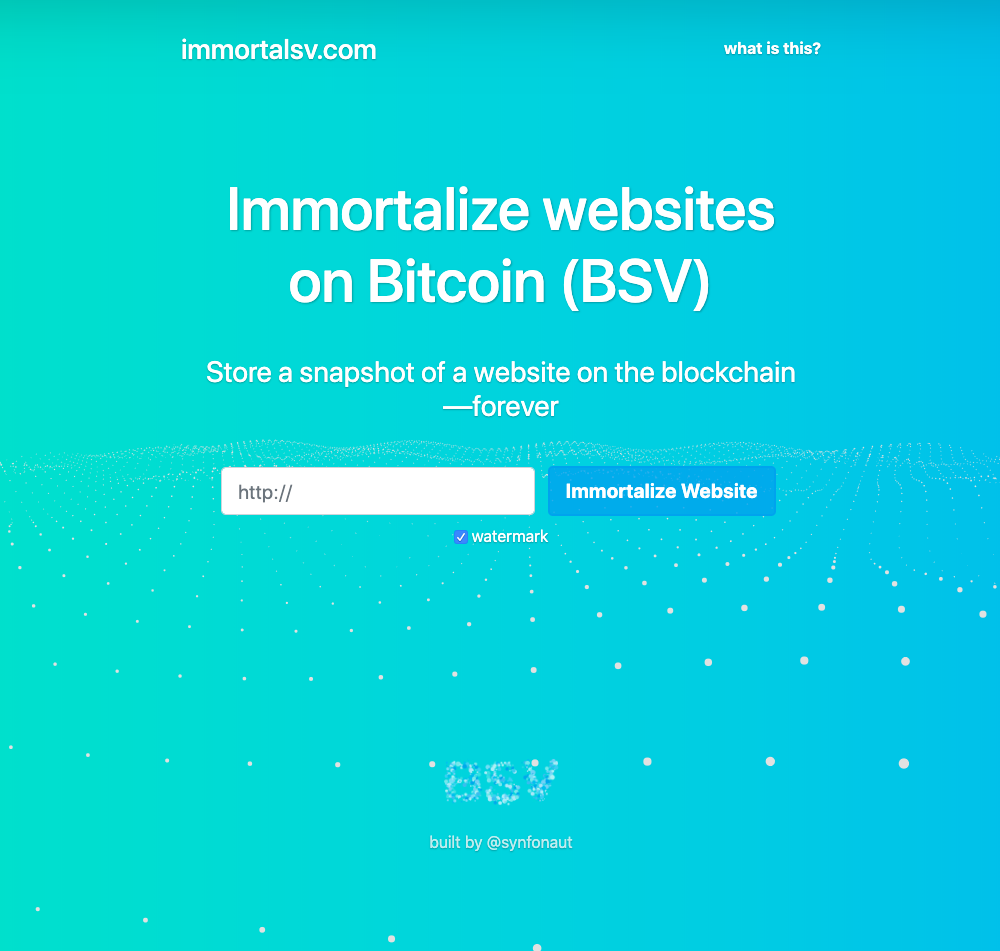 immortalsv.com
what is this?
Immortalize websites
on Bitcoin (BSV)
Store a snapshot of a website on the blockchain
—forever
http://
Immortalize Website
watermark
BSV
built by @synfonaut